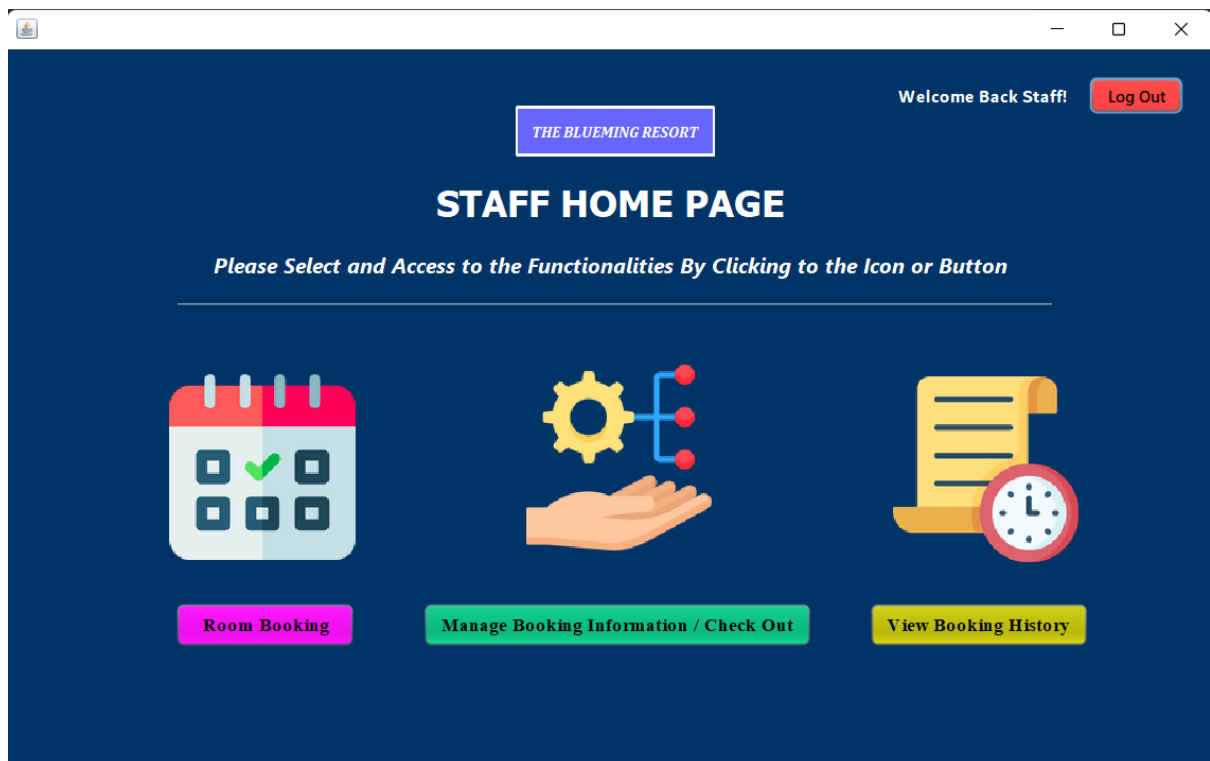 Welcome Back Staff!
Log Out
THE BLUEMING RESORT
STAFF HOME PAGE
Please Select and Access to the Functionalities By Clicking to the Icon or Button
Room Booking
Manage Booking Information / Check Out
View Booking History